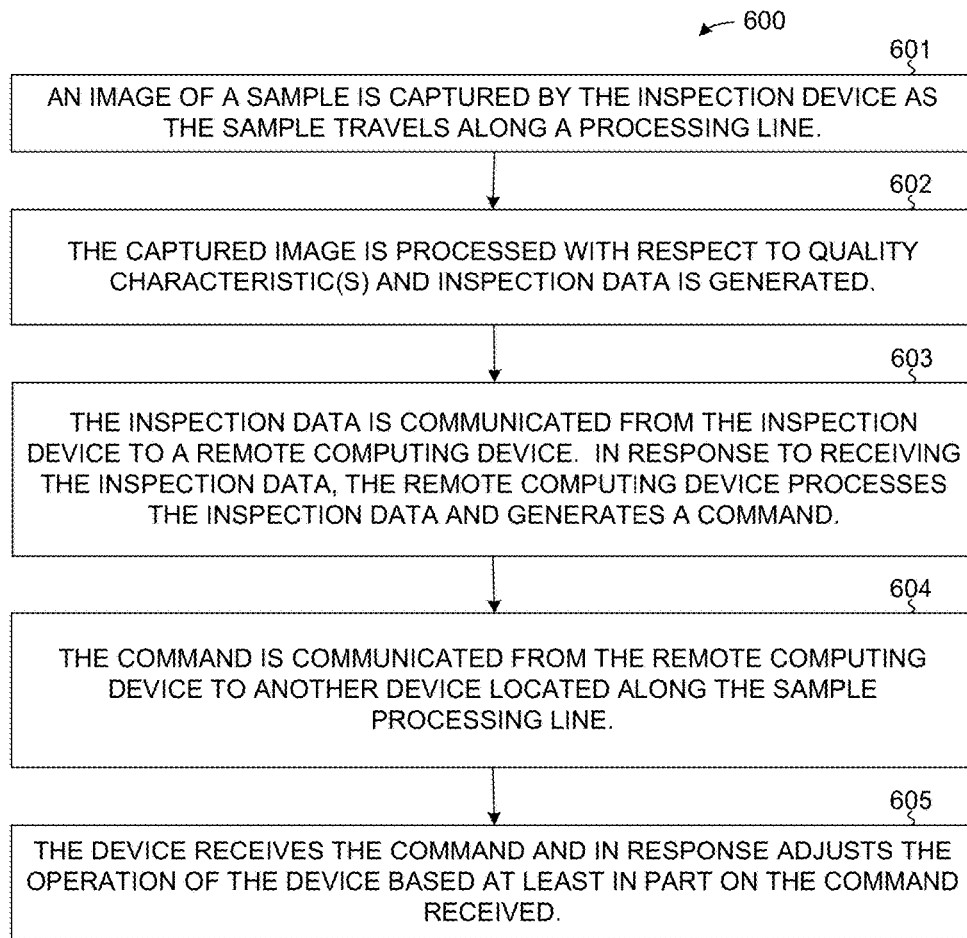 600
601
AN IMAGE OF A SAMPLE IS CAPTURED BY THE INSPECTION DEVICE AS
THE SAMPLE TRAVELS ALONG A PROCESSING LINE.
602
THE CAPTURED IMAGE IS PROCESSED WITH RESPECT TO QUALITY
CHARACTERISTIC(S) AND INSPECTION DATA IS GENERATED.
603
THE INSPECTION DATA IS COMMUNICATED FROM THE INSPECTION
DEVICE TO A REMOTE COMPUTING DEVICE.  IN RESPONSE TO RECEIVING
THE INSPECTION DATA, THE REMOTE COMPUTING DEVICE PROCESSES
THE INSPECTION DATA AND GENERATES A COMMAND.
604
THE COMMAND IS COMMUNICATED FROM THE REMOTE COMPUTING
DEVICE TO ANOTHER DEVICE LOCATED ALONG THE SAMPLE
PROCESSING LINE.
605
THE DEVICE RECEIVES THE COMMAND AND IN RESPONSE ADJUSTS THE
OPERATION OF THE DEVICE BASED AT LEAST IN PART ON THE COMMAND
RECEIVED.